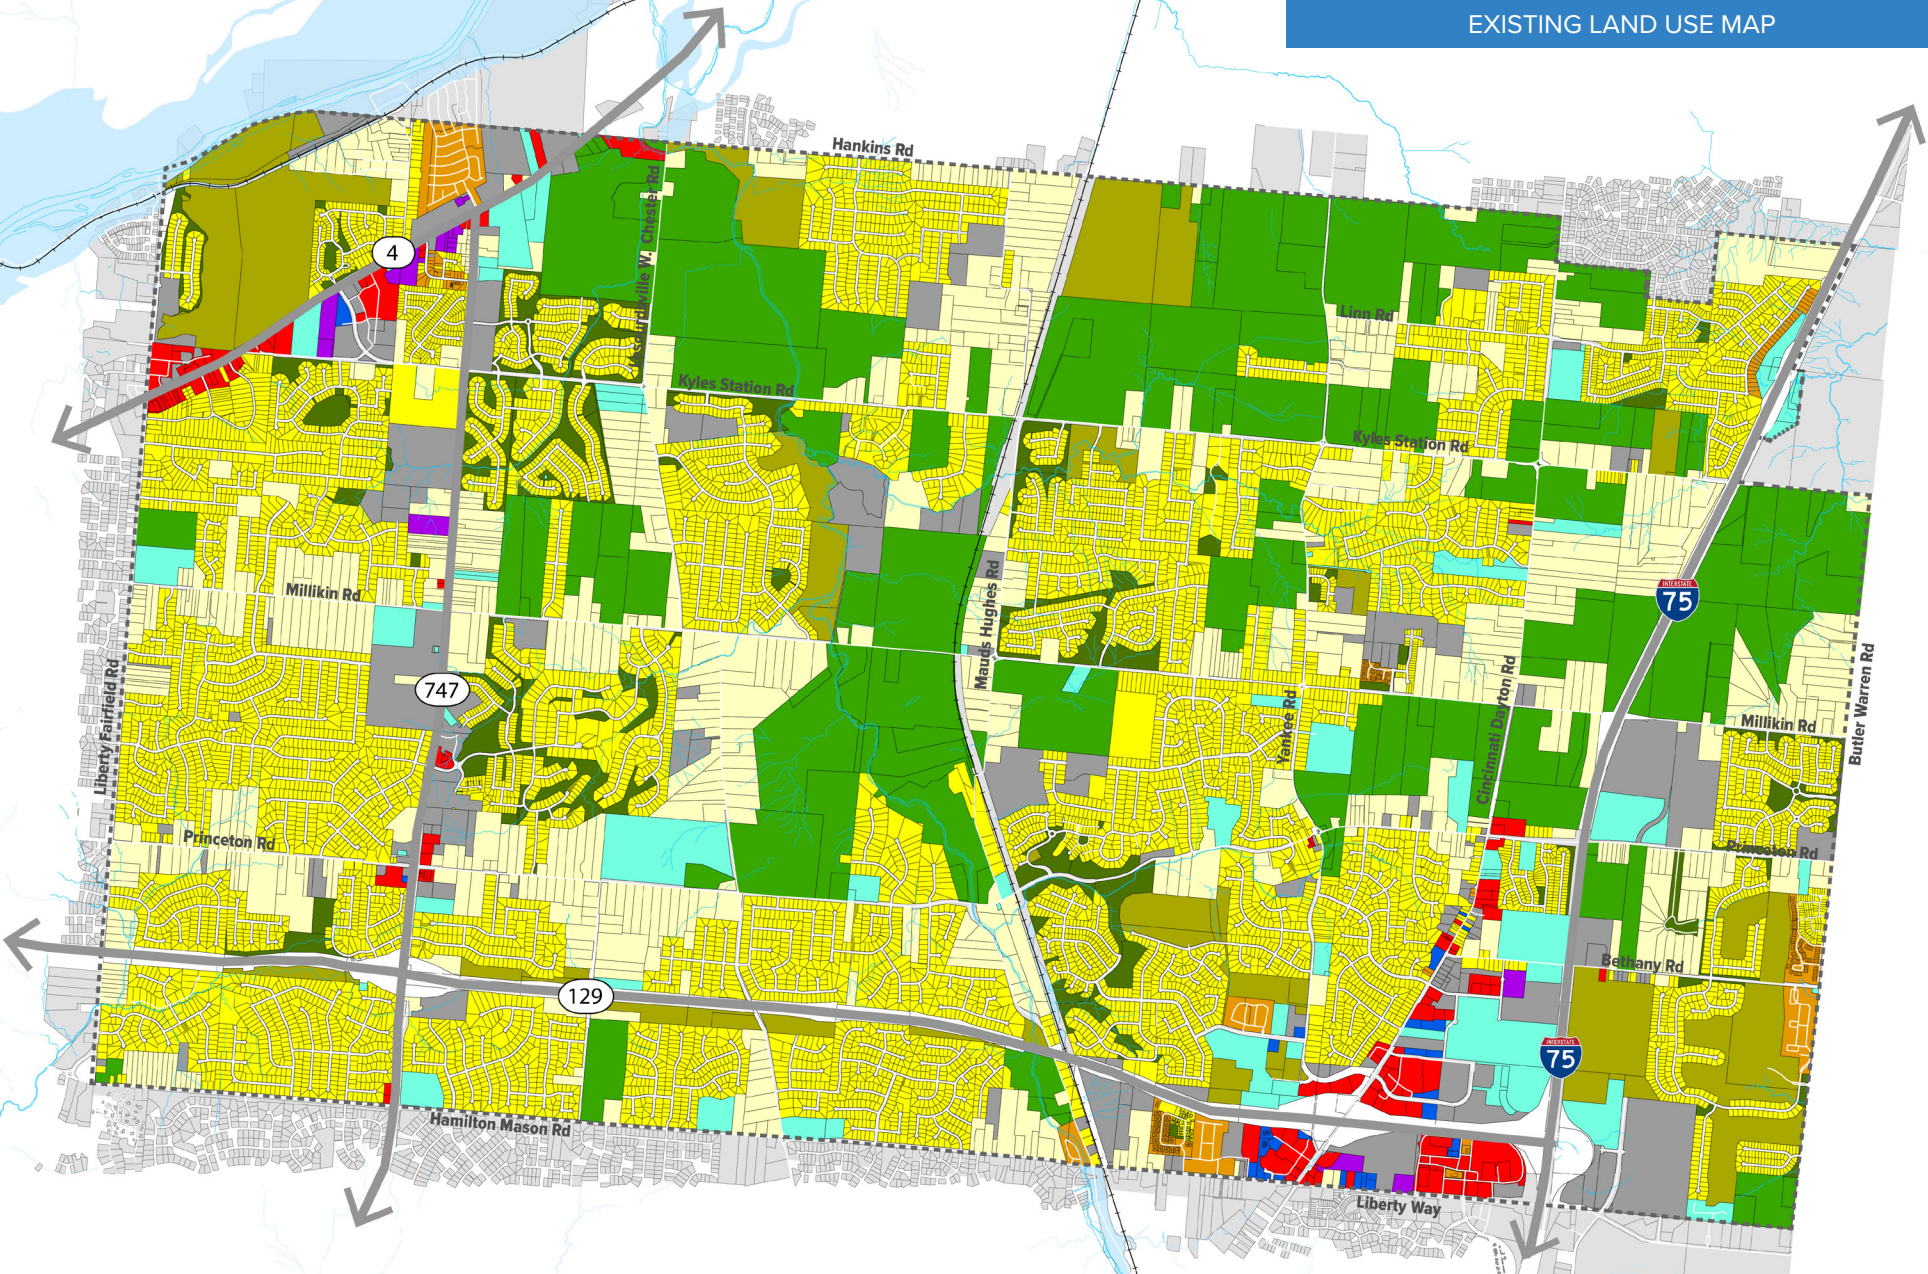 EXISTING LAND USE MAP
Hankins Rd
4
Linn Rd
Kyles Station Rd
Kyles Station Rd
Millikin Rd
Mauds Hughes Rd
INTERSTATE
75
Liberty Fairfield Rd
747
Yankee Rd
Cincinnati Dayton Rd
Butler Warren Rd
Millikin Rd
Princeton Rd
Princeton Rd
Bethany Rd
129
INTERSTATE
75
Hamilton Mason Rd
Liberty Way